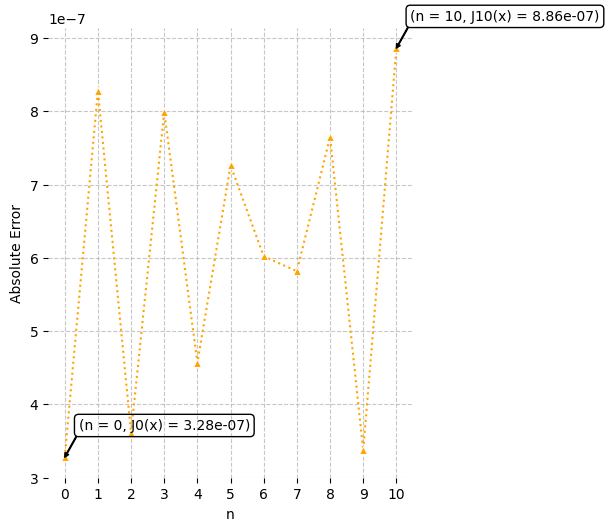 1e−7
(n = 10, J10(x) = 8.86e-07)
9
8
7
6
5
4
3
Absolute Error
(n = 0, J0(x) = 3.28e-07)
0 1 2 3 4 5 6 7 8 9 10
n